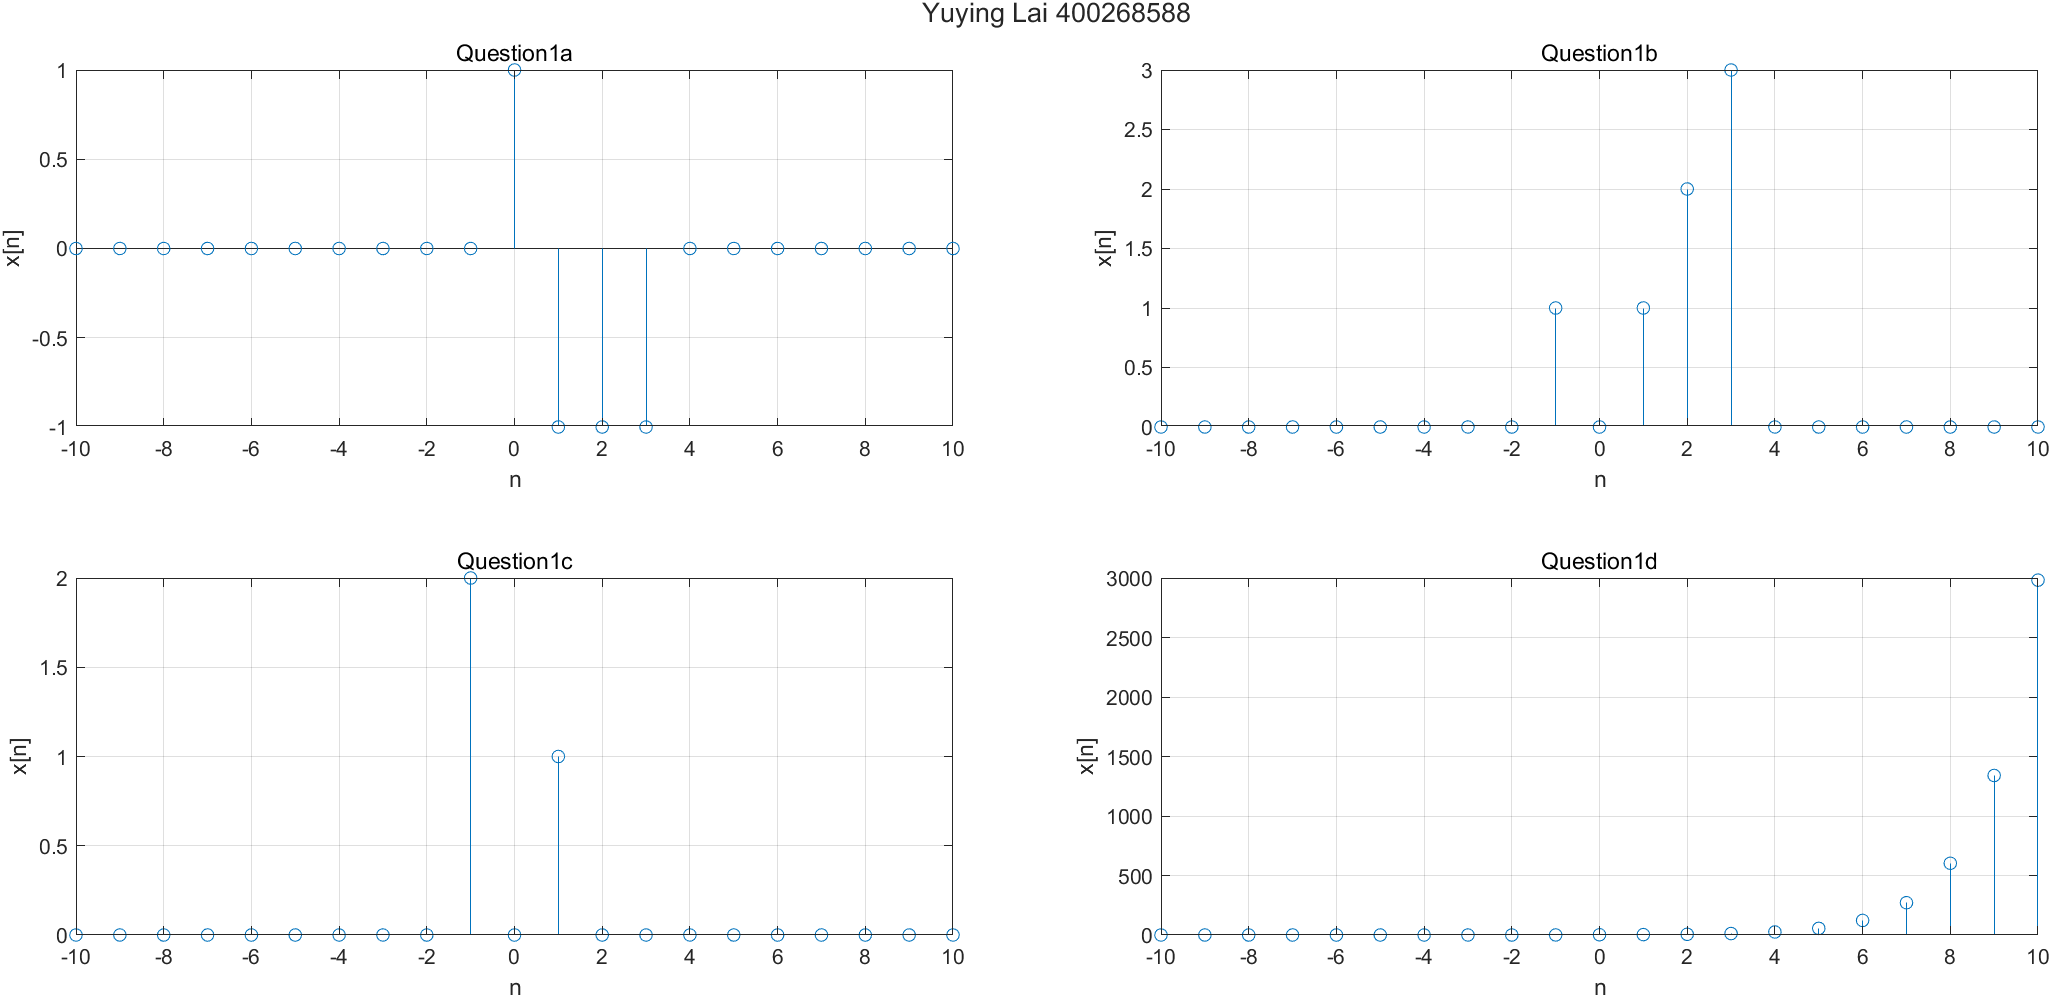 Yuying Lai 400268588
Question1a
1
0.5
0
-0.5
-1
x[n]
-10 -8 -6 -4 -2 0 2 4 6 8 10
n
Question1b
3
2.5
2
1.5
1
0.5
0
x[n]
-10 -8 -6 -4 -2 0 2 4 6 8 10
n
Question1c
2
1.5
1
0.5
0
x[n]
-10 -8 -6 -4 -2 0 2 4 6 8 10
n
Question1d
3000
2500
2000
1500
1000
500
0
x[n]
-10 -8 -6 -4 -2 0 2 4 6 8 10
n